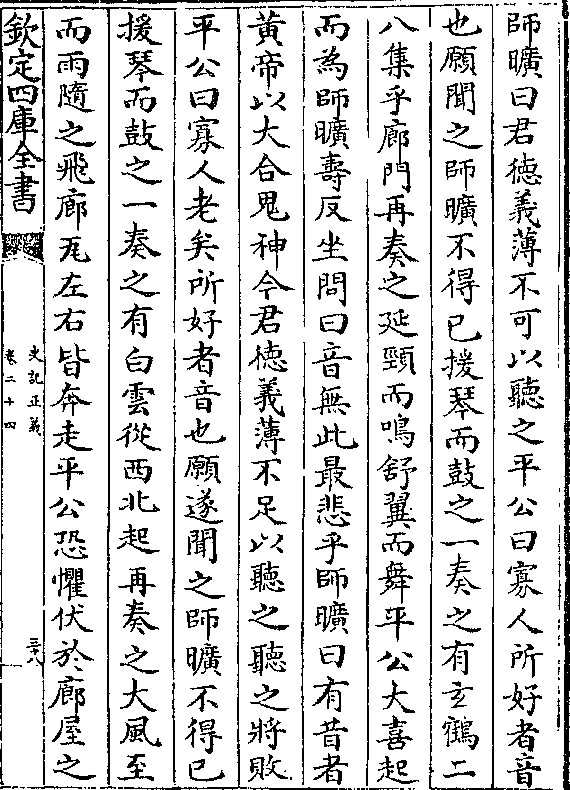 師曠曰君徳義薄不可以聽之平公曰寡人所好者音
也願聞之師曠不得已援琴而鼓之一奏之有玄鶴二
八集乎廊門再奏之延頸而鳴舒翼而舞平公大喜起
而為師曠壽反坐問曰音無此最悲乎師曠曰有昔者
黄帝以大合鬼神今君徳義薄不足以聽之聽之將敗
平公曰寡人老矣所好者音也願遂聞之師曠不得已
援琴而鼓之一奏之有白雲從西北起再奏之大風至
而雨隨之飛廊瓦左右皆奔走平公恐懼伏於廊屋之
欽定四庫全書
史記正義
卷二十四
三十八